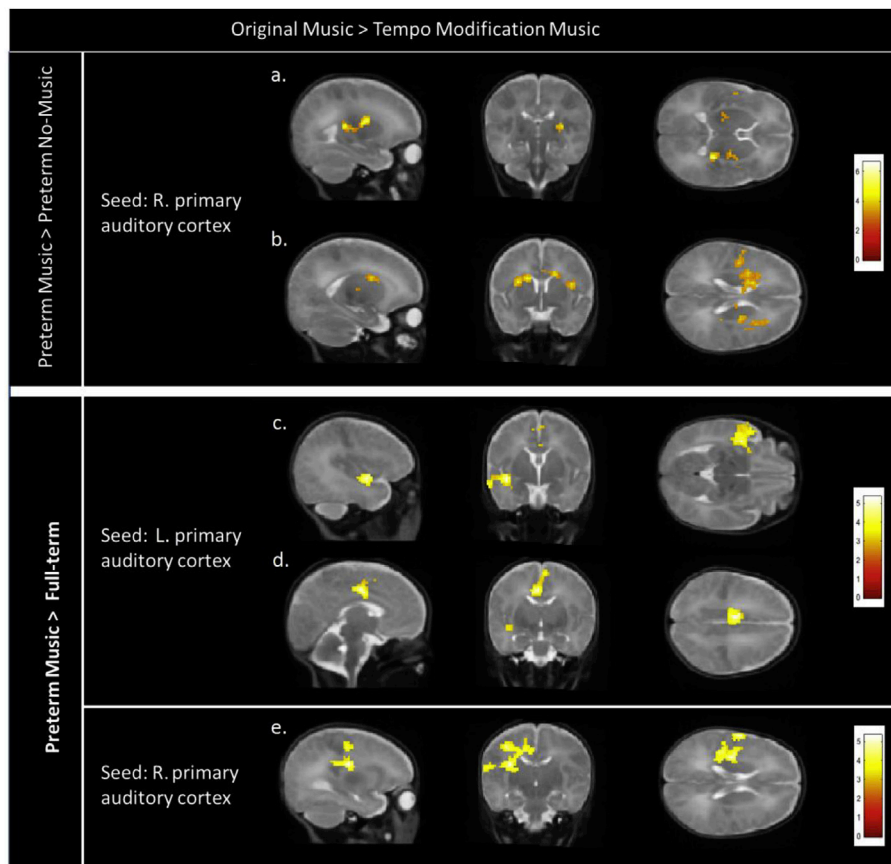 Original Music > Tempo Modification Music
Preterm Music > Preterm No-Music
a.
Seed: R. primary
auditory cortex
b.
6
4
2
0
Preterm Music > Full-term
c.
Seed: L. primary
auditory cortex
d.
5
4
3
2
1
0
e.
Seed: R. primary
auditory cortex
5
4
3
2
1
0